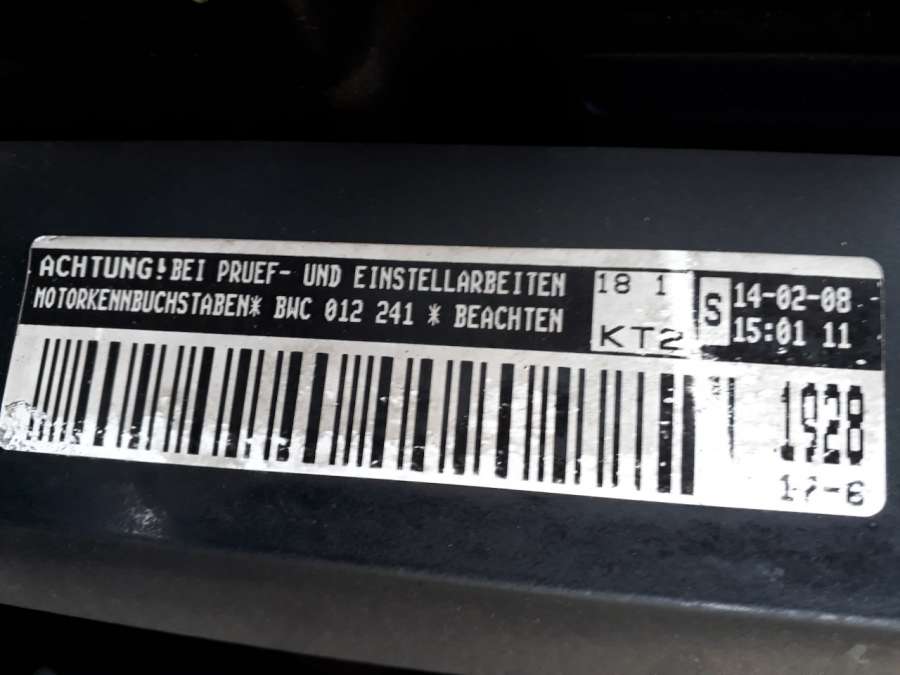 ACHTUNG! BEI PRUEF- UND EINSTELLARBEITEN
MOTORKENNBUCHSTABEN* BWC 012 241 * BEACHTEN
18 1
KT2
S
14-02-08
15:01 11
1928
17-6